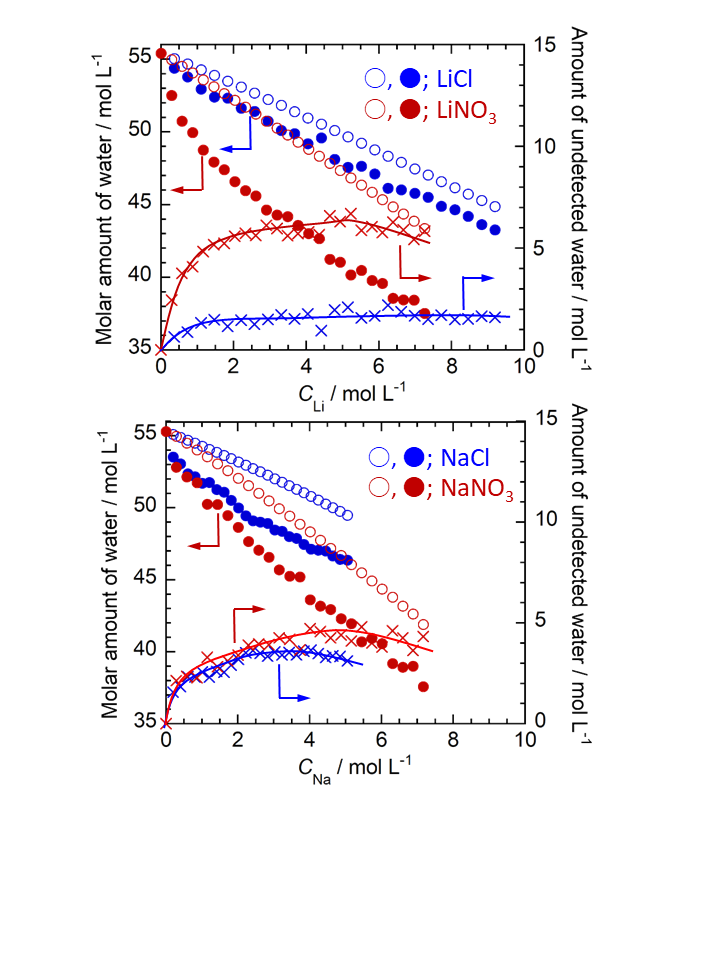 Molar amount of water / mol L⁻¹
55
50
45
40
35
15
10
5
0
Amount of undetected water / mol L⁻¹
, ; LiCl
, ; LiNO₃
0 2 4 6 8 10
C_Li / mol L⁻¹
Molar amount of water / mol L⁻¹
55
50
45
40
35
15
10
5
0
Amount of undetected water / mol L⁻¹
, ; NaCl
, ; NaNO₃
0 2 4 6 8 10
C_Na / mol L⁻¹